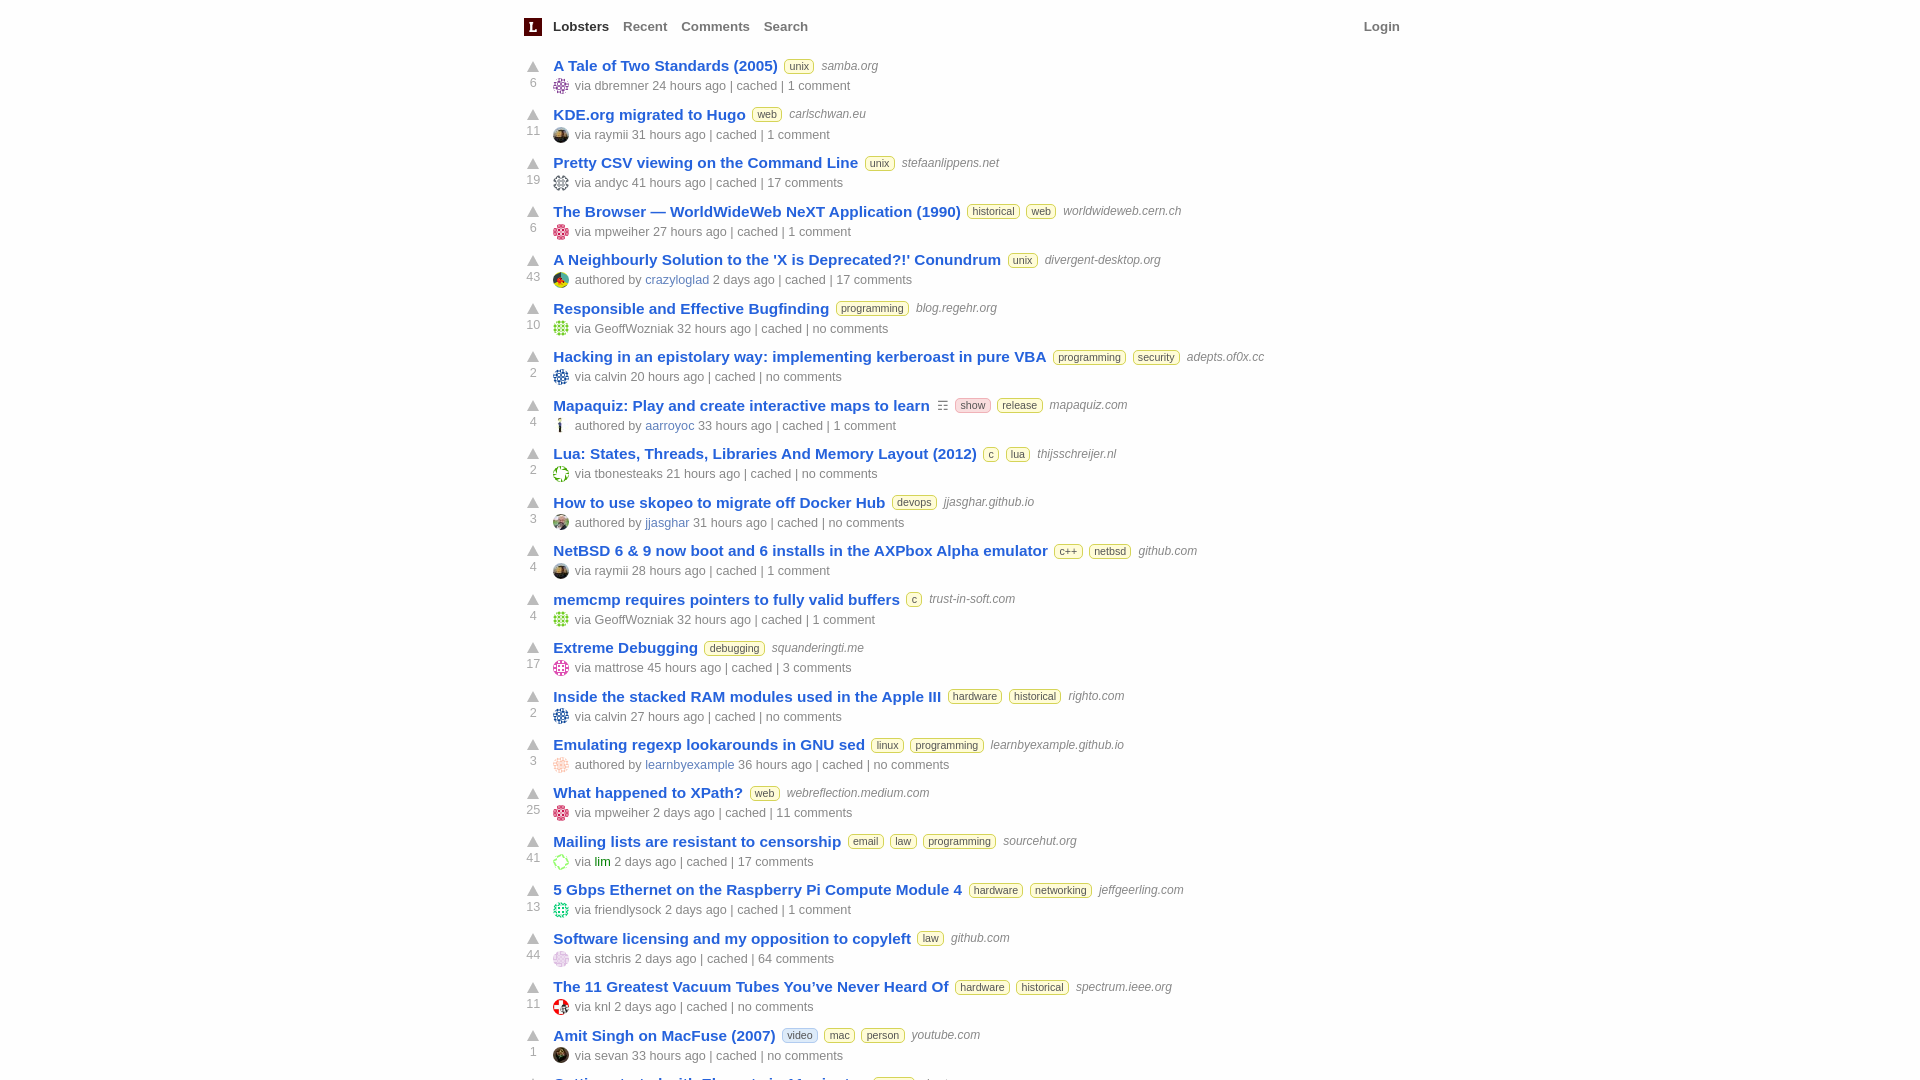 L Lobsters Recent Comments Search Login
A Tale of Two Standards (2005) unix samba.org
6 via dbremner 24 hours ago | cached | 1 comment
KDE.org migrated to Hugo web carlschwan.eu
11 via raymii 31 hours ago | cached | 1 comment
Pretty CSV viewing on the Command Line unix stefaanlippens.net
19 via andyc 41 hours ago | cached | 17 comments
The Browser — WorldWideWeb NeXT Application (1990) historical web worldwideweb.cern.ch
6 via mpweiher 27 hours ago | cached | 1 comment
A Neighbourly Solution to the 'X is Deprecated?!' Conundrum unix divergent-desktop.org
43 authored by crazyloglad 2 days ago | cached | 17 comments
Responsible and Effective Bugfinding programming blog.regehr.org
10 via GeoffWozniak 32 hours ago | cached | no comments
Hacking in an epistolary way: implementing kerberoast in pure VBA programming security adepts.of0x.cc
2 via calvin 20 hours ago | cached | no comments
Mapaquiz: Play and create interactive maps to learn ☶ show release mapaquiz.com
4 authored by aarroyoc 33 hours ago | cached | 1 comment
Lua: States, Threads, Libraries And Memory Layout (2012) c lua thijsschreijer.nl
2 via tbonesteaks 21 hours ago | cached | no comments
How to use skopeo to migrate off Docker Hub devops jjasghar.github.io
3 authored by jjasghar 31 hours ago | cached | no comments
NetBSD 6 & 9 now boot and 6 installs in the AXPbox Alpha emulator c++ netbsd github.com
4 via raymii 28 hours ago | cached | 1 comment
memcmp requires pointers to fully valid buffers c trust-in-soft.com
4 via GeoffWozniak 32 hours ago | cached | 1 comment
Extreme Debugging debugging squanderingti.me
17 via mattrose 45 hours ago | cached | 3 comments
Inside the stacked RAM modules used in the Apple III hardware historical righto.com
2 via calvin 27 hours ago | cached | no comments
Emulating regexp lookarounds in GNU sed linux programming learnbyexample.github.io
3 authored by learnbyexample 36 hours ago | cached | no comments
What happened to XPath? web webreflection.medium.com
25 via mpweiher 2 days ago | cached | 11 comments
Mailing lists are resistant to censorship email law programming sourcehut.org
41 via lim 2 days ago | cached | 17 comments
5 Gbps Ethernet on the Raspberry Pi Compute Module 4 hardware networking jeffgeerling.com
13 via friendlysock 2 days ago | cached | 1 comment
Software licensing and my opposition to copyleft law github.com
44 via stchris 2 days ago | cached | 64 comments
The 11 Greatest Vacuum Tubes You’ve Never Heard Of hardware historical spectrum.ieee.org
11 via knl 2 days ago | cached | no comments
Amit Singh on MacFuse (2007) video mac person youtube.com
1 via sevan 33 hours ago | cached | no comments